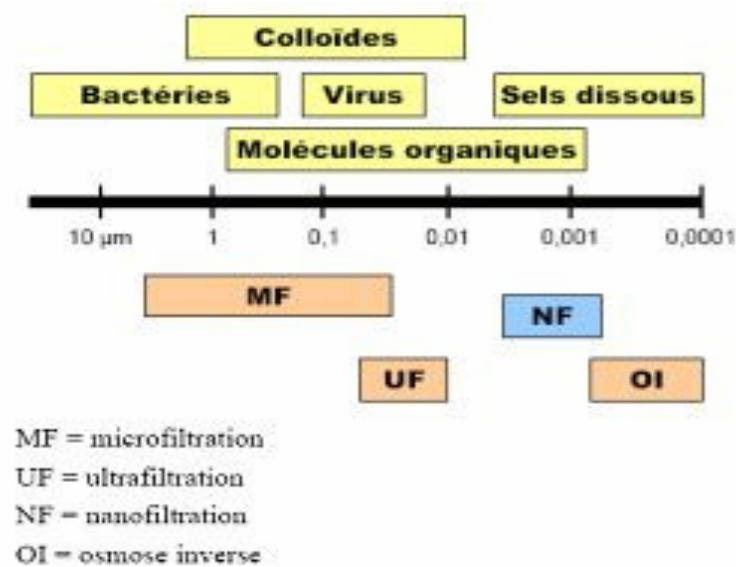 Colloïdes
Bactéries Virus Sels dissous
Molécules organiques
10 µm 1 0,1 0,01 0,001 0,0001
MF
NF
UF OI
MF = microfiltration
UF = ultrafiltration
NF = nanofiltration
OI = osmose inverse